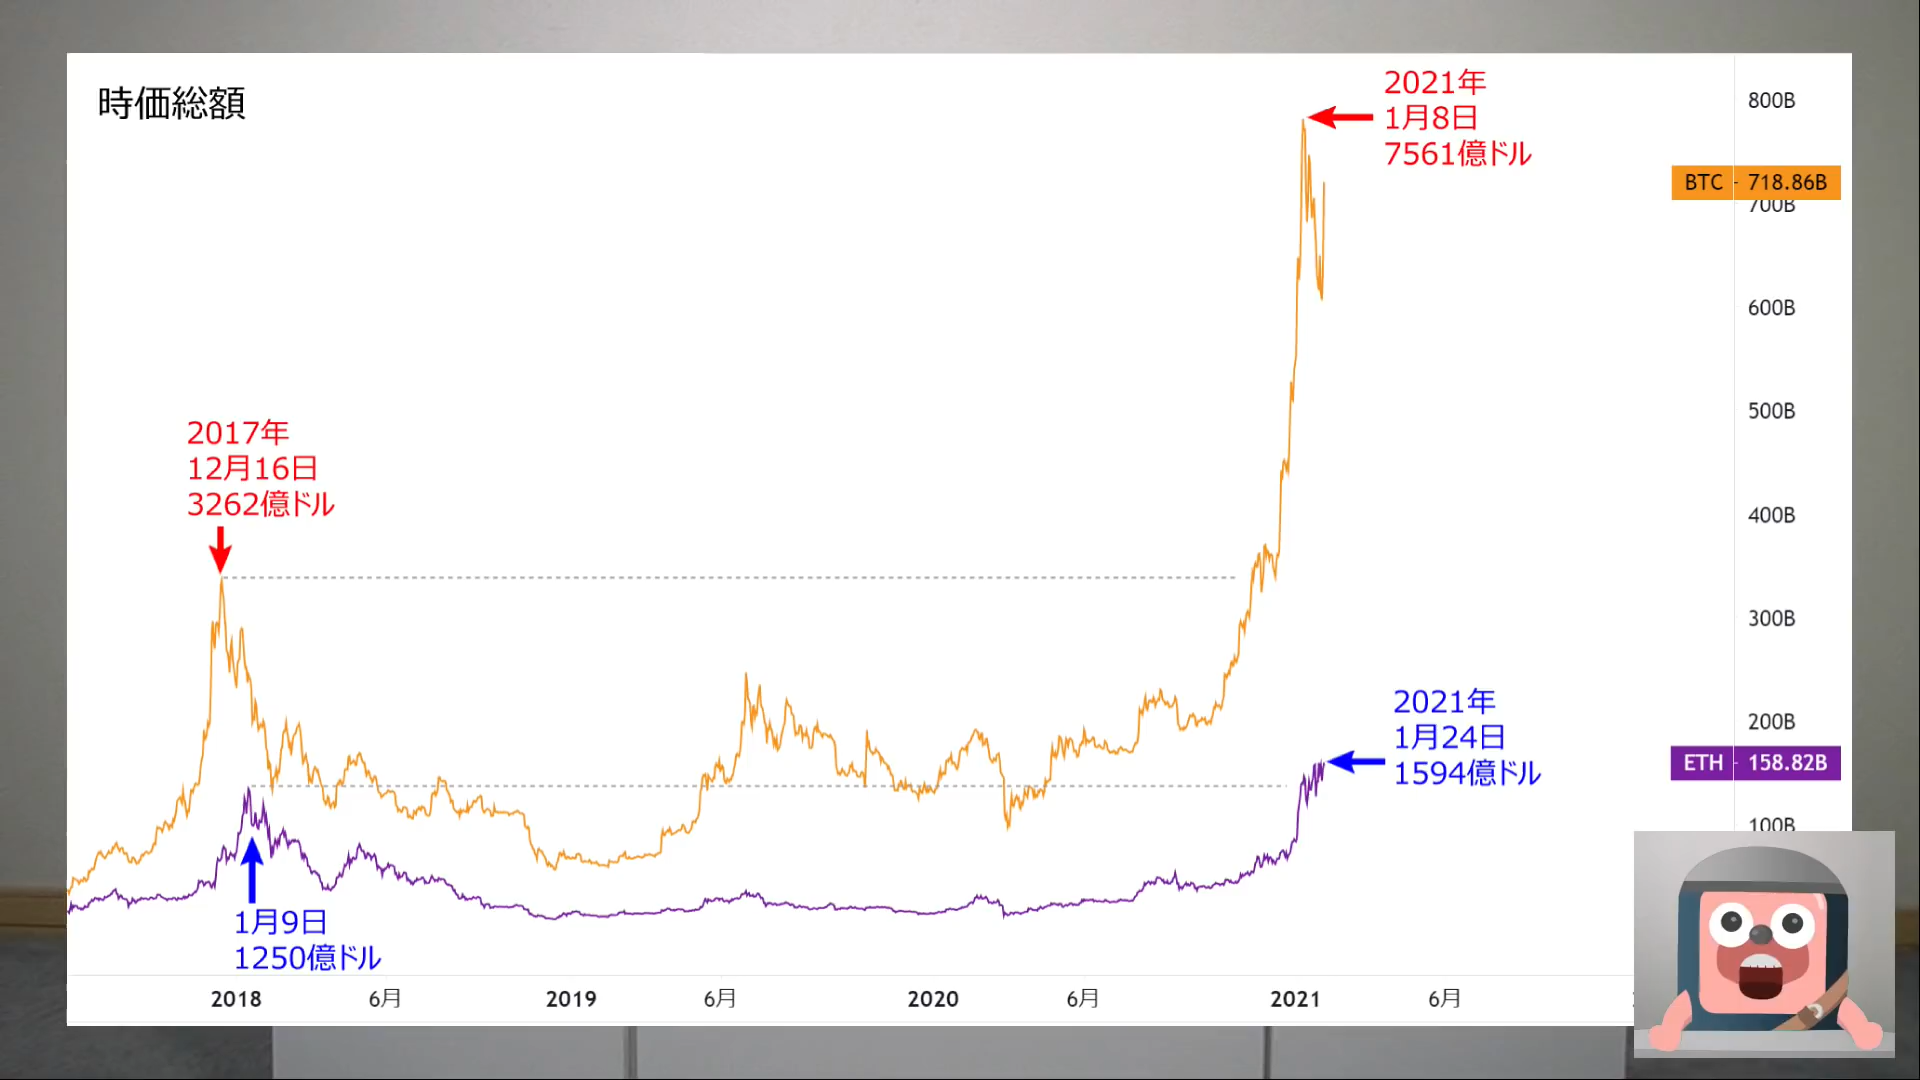 時価総額
2021年
1月8日
7561億ドル
800B
BTC - 718.86B
700B
600B
500B
2017年
12月16日
3262億ドル
400B
300B
2021年
1月24日
1594億ドル
200B
ETH - 158.82B
100B
1月9日
1250億ドル
2018 6月 2019 6月 2020 6月 2021 6月